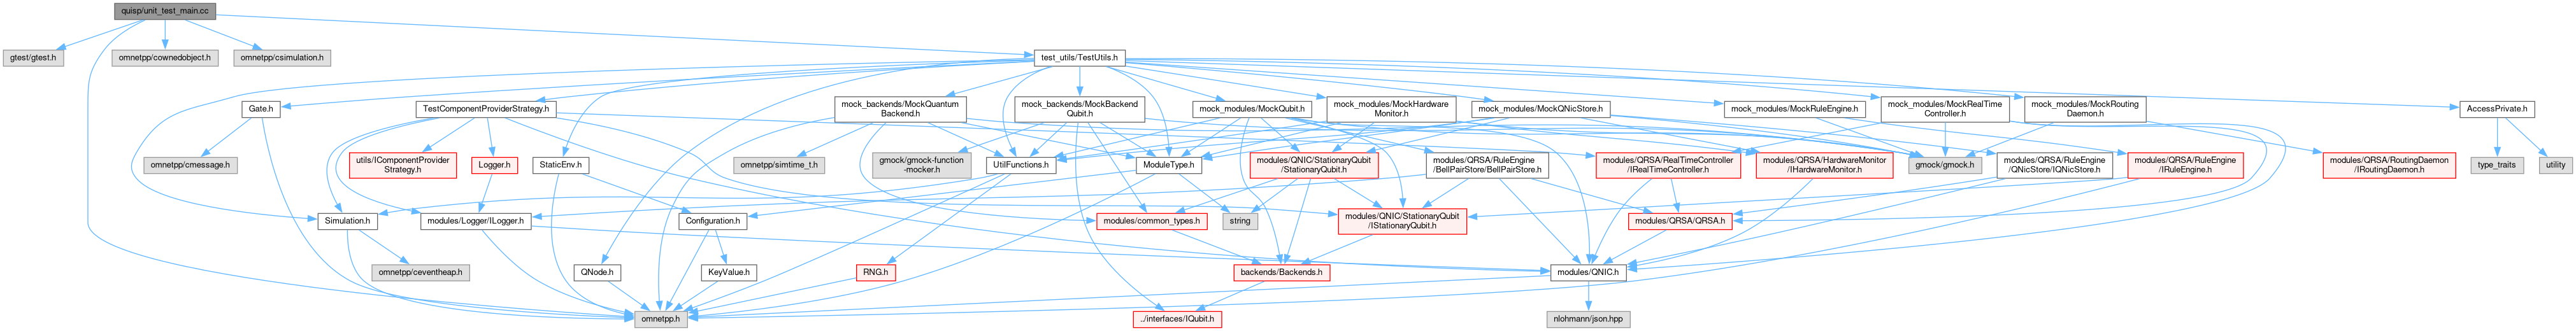 quisp/unit_test_main.cc
gtest/gtest.h
omnetpp/cownedobject.h
omnetpp/csimulation.h
test_utils/TestUtils.h
Gate.h
TestComponentProviderStrategy.h
mock_backends/MockQuantum
Backend.h
mock_backends/MockBackend
Qubit.h
mock_modules/MockQubit.h
mock_modules/MockHardware
Monitor.h
mock_modules/MockQNicStore.h
mock_modules/MockRuleEngine.h
mock_modules/MockRealTime
Controller.h
mock_modules/MockRouting
Daemon.h
AccessPrivate.h
omnetpp/cmessage.h
utils/IComponentProvider
Strategy.h
Logger.h
StaticEnv.h
omnetpp/simtime_t.h
gmock/gmock-function
-mocker.h
UtilFunctions.h
ModuleType.h
modules/QNIC/StationaryQubit
/StationaryQubit.h
modules/QRSA/RuleEngine
/BellPairStore/BellPairStore.h
modules/QRSA/RealTimeController
/IRealTimeController.h
modules/QRSA/HardwareMonitor
/IHardwareMonitor.h
gmock/gmock.h
modules/QRSA/RuleEngine
/QNicStore/IQNicStore.h
modules/QRSA/RuleEngine
/IRuleEngine.h
modules/QRSA/RoutingDaemon
/IRoutingDaemon.h
type_traits
utility
Simulation.h
modules/Logger/ILogger.h
Configuration.h
modules/common_types.h
string
modules/QNIC/StationaryQubit
/IStationaryQubit.h
modules/QRSA/QRSA.h
omnetpp/ceventheap.h
QNode.h
KeyValue.h
RNG.h
backends/Backends.h
modules/QNIC.h
omnetpp.h
../interfaces/IQubit.h
nlohmann/json.hpp